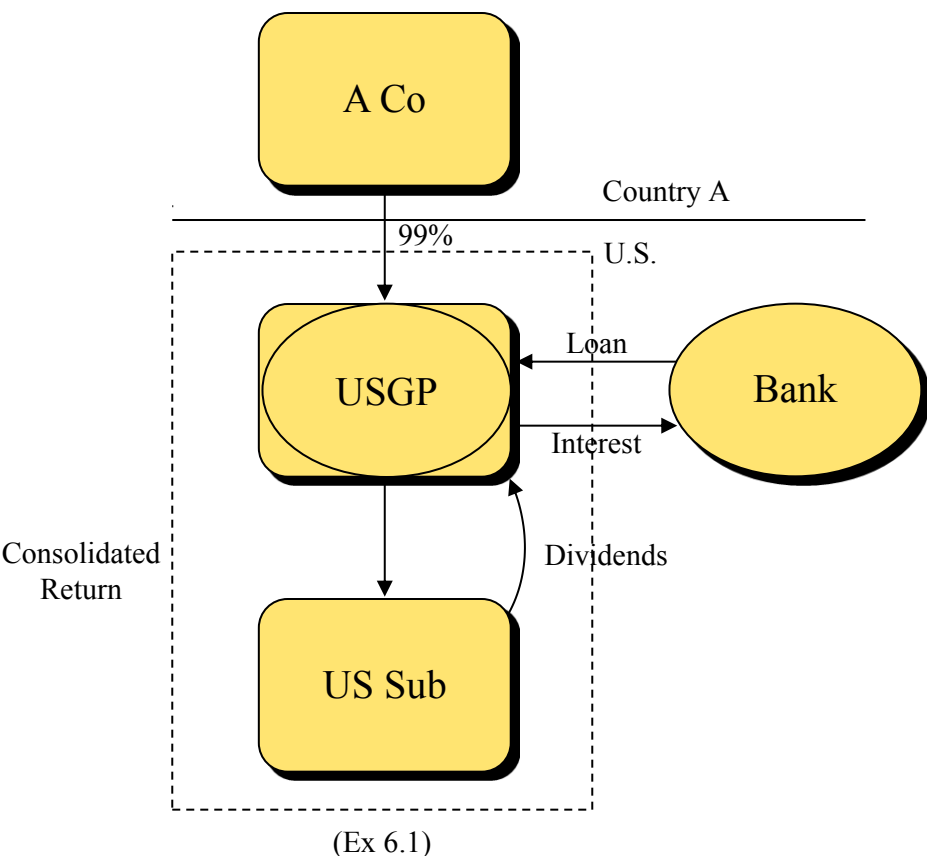 A Co
Country A
99%
U.S.
Loan
USGP
Bank
Interest
Consolidated
Return
Dividends
US Sub
(Ex 6.1)